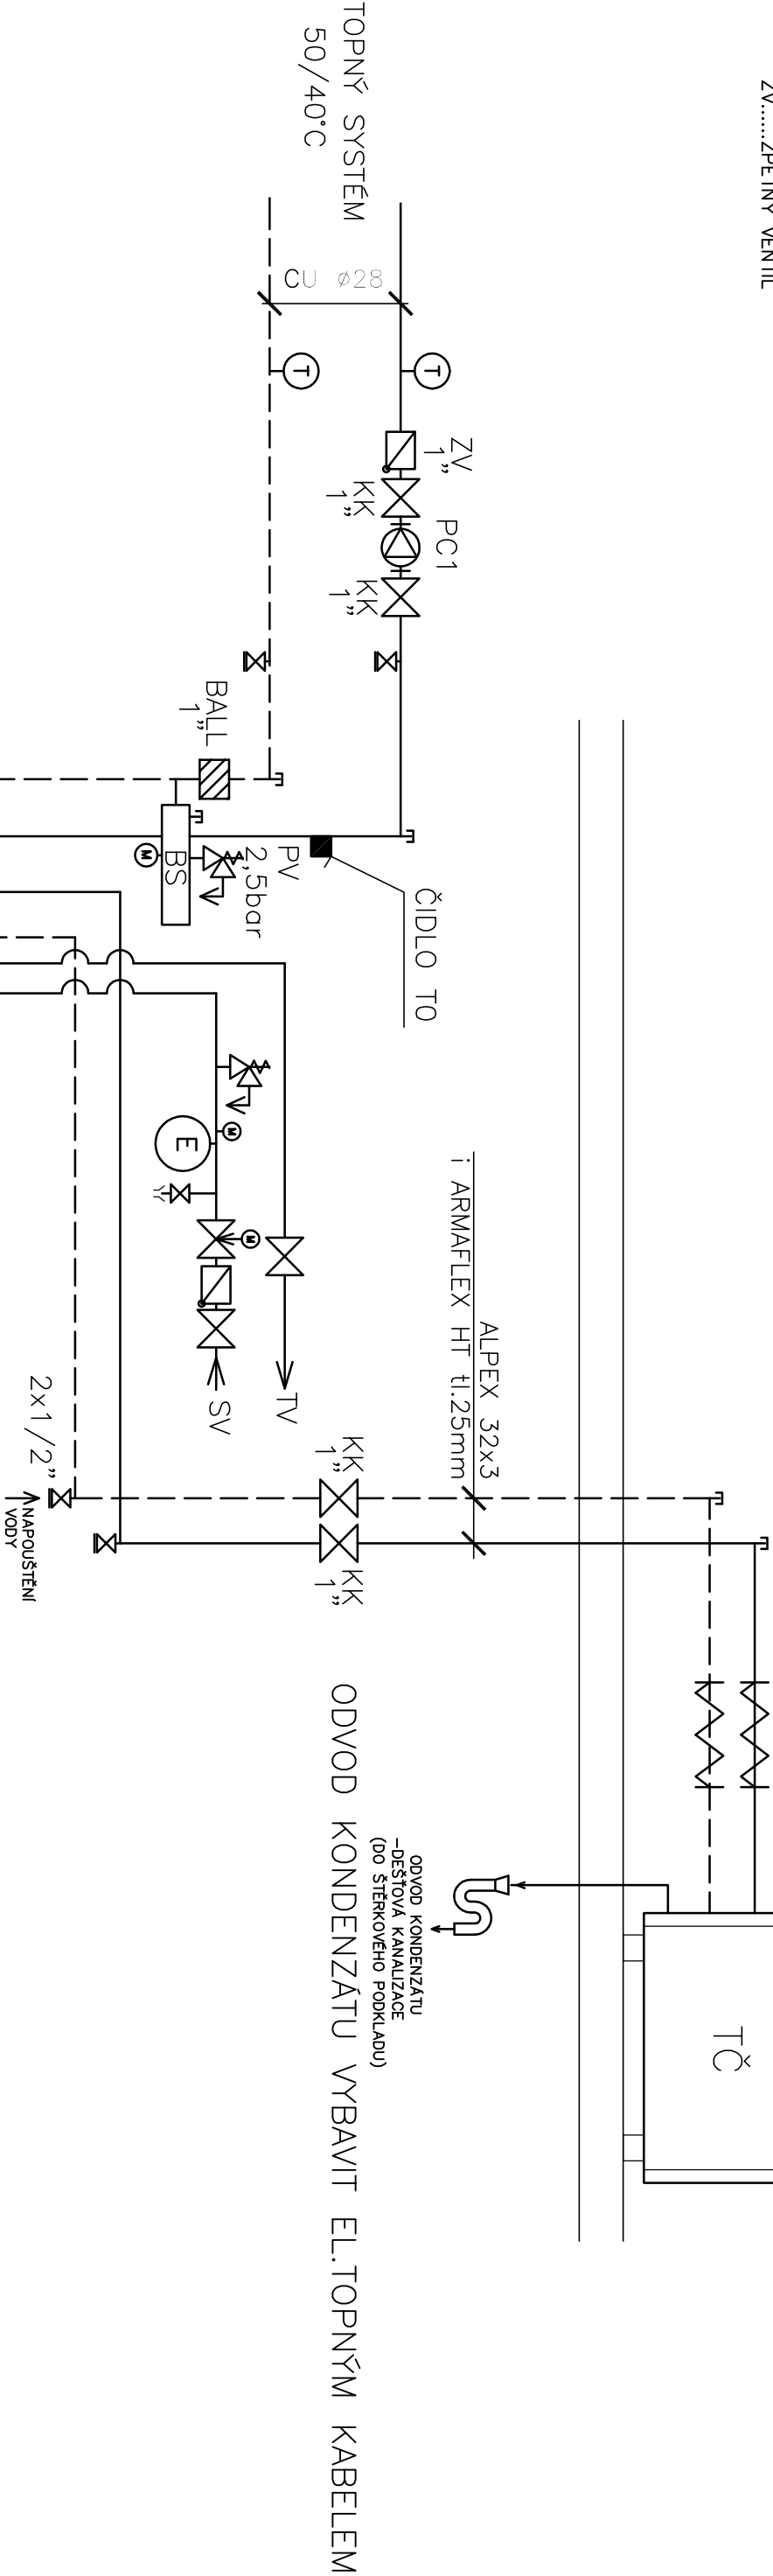 ZV.....ZPĚTNÝ VENTIL
TOPNÝ SYSTÉM
50/40°C
CU ø28
T
T
ZV
1"
KK
1"
PC1
KK
1"
BALL
1"
BS
M
PV
2,5bar
ČIDLO T0
E
M
M
TV
SV
ALPEX 32x3
i ARMAFLEX HT tl.25mm
KK
1"
KK
1"
2x1/2"
NAPOUŠTĚNÍ
VODY
ODVOD KONDENZÁTU
-DEŠŤOVÁ KANALIZACE
(DO ŠTĚRKOVÉHO PODKLADU)
TČ
ODVOD KONDENZÁTU VYBAVIT EL.TOPNÝM KABELEM